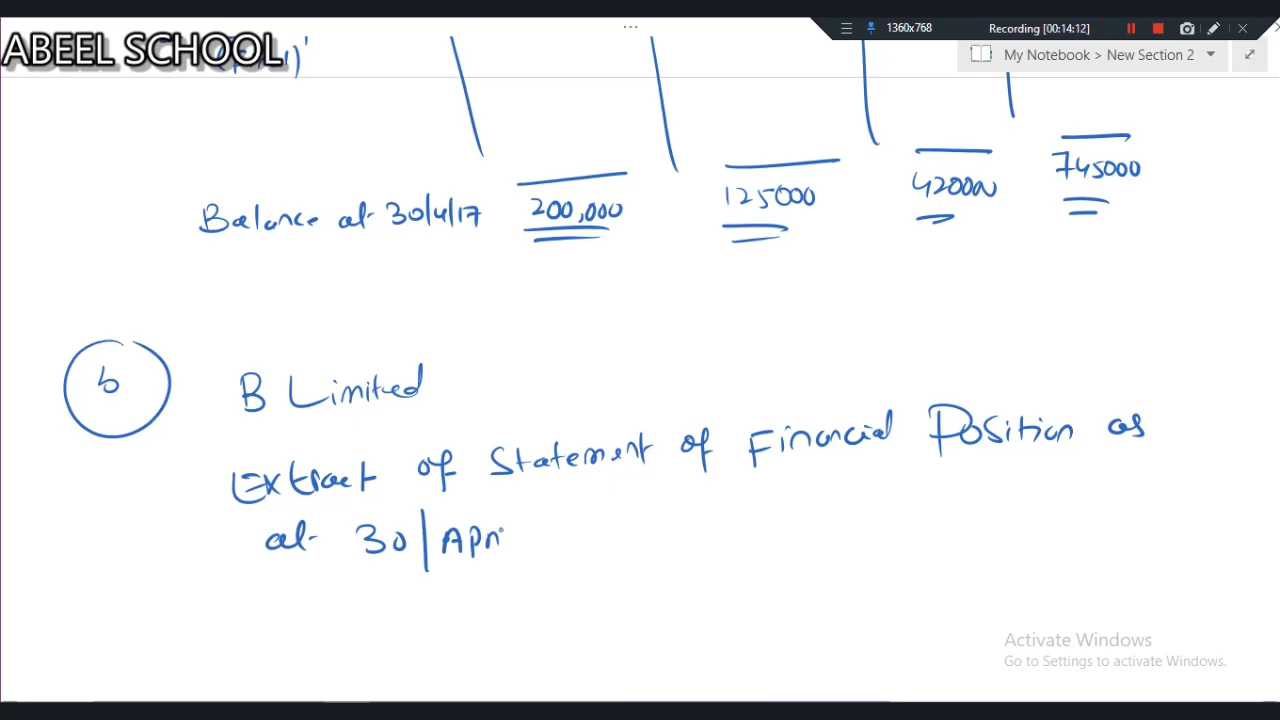 1360x768 Recording [00:14:12]
ABEEL SCHOOL
My Notebook > New Section 2
745000
Balance at 30/4/17 200,000 125000 420000
b
B Limited
Extract of Statement of Financial Position as
at 30/Apr
Activate Windows
Go to Settings to activate Windows.